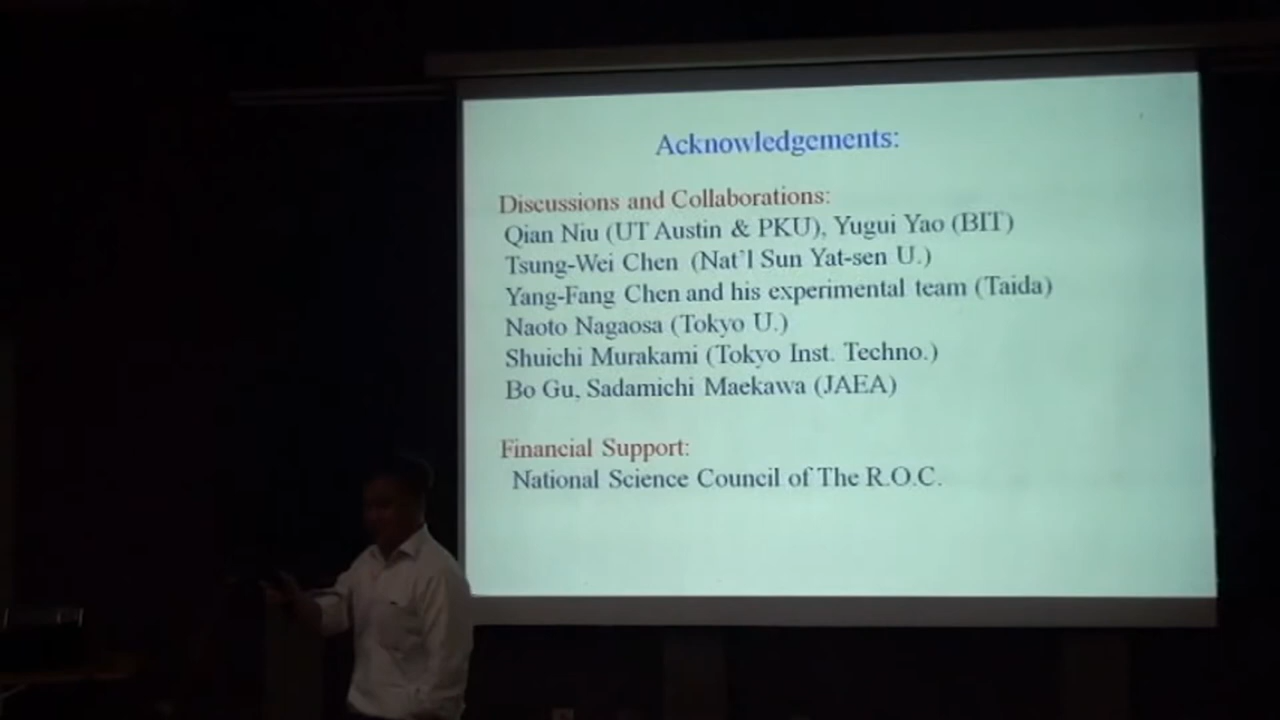 Acknowledgements:
Discussions and Collaborations:
Qian Niu (UT Austin & PKU), Yugui Yao (BIT)
Tsung-Wei Chen (Nat'l Sun Yat-sen U.)
Yang-Fang Chen and his experimental team (Taida)
Naoto Nagaosa (Tokyo U.)
Shuichi Murakami (Tokyo Inst. Techno.)
Bo Gu, Sadamichi Maekawa (JAEA)
Financial Support:
National Science Council of The R.O.C.